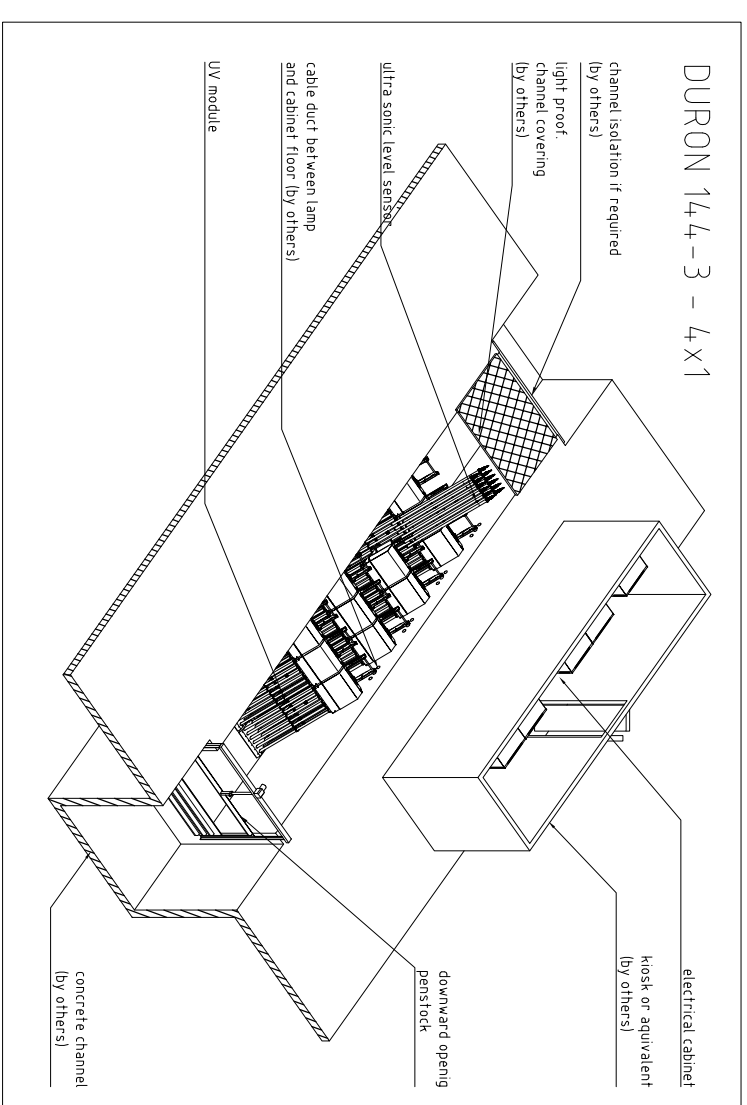 DURON 144-3 - 4x1
channel isolation if required
(by others)
light proof.
channel covering
(by others)
ultra sonic level sensor
cable duct between lamp
and cabinet floor (by others)
UV module
electrical cabinet
kiosk or aquivalent
(by others)
downward openig
penstock
concrete channel
(by others)